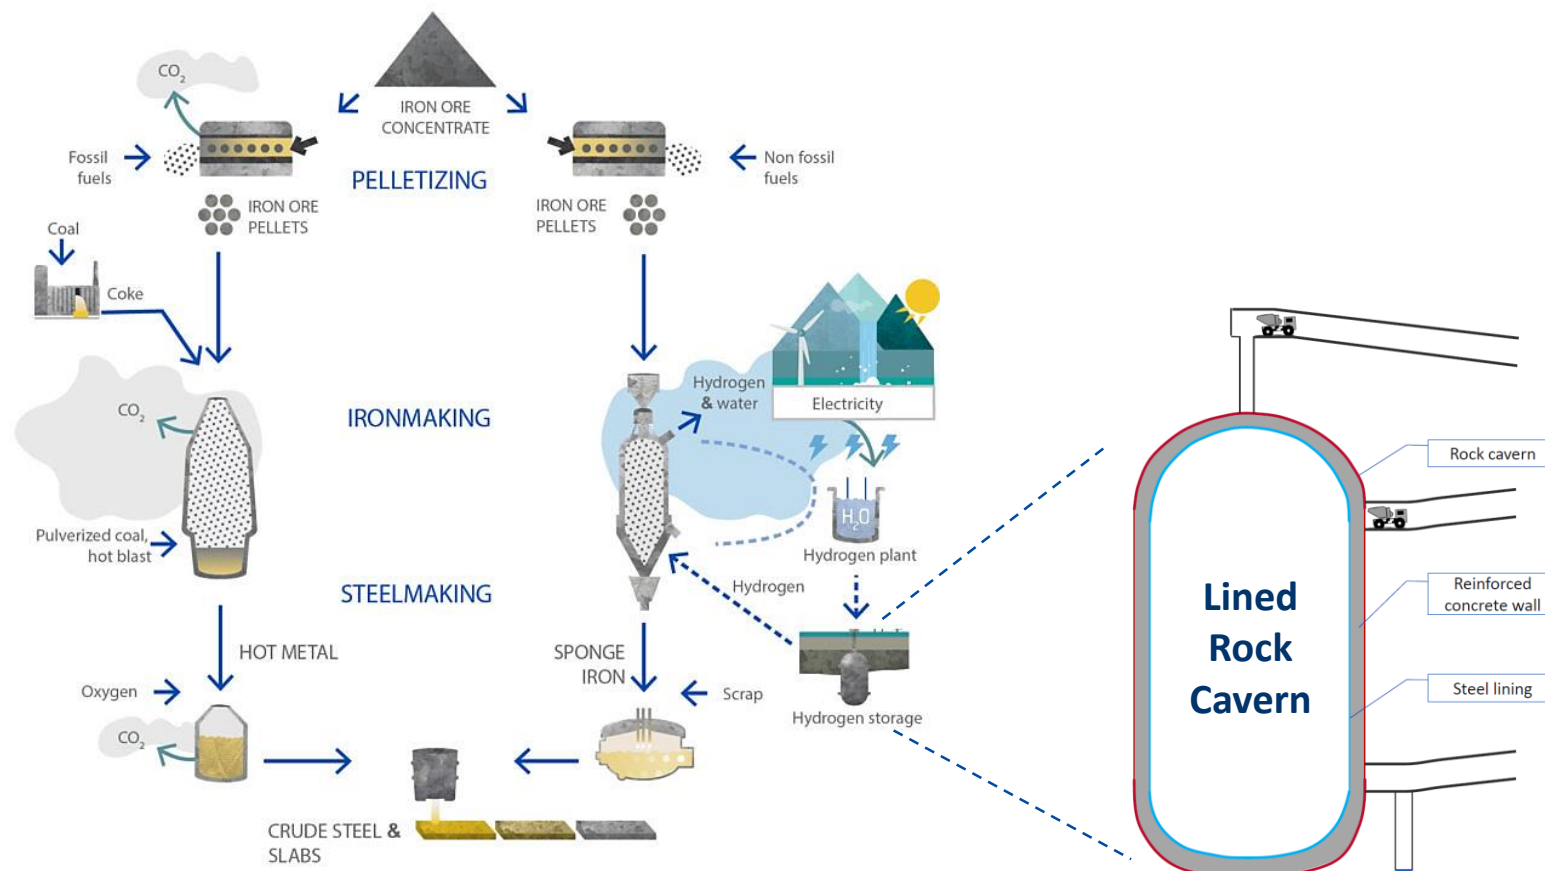 CO2
IRON ORE
CONCENTRATE
Fossil
fuels
Non fossil
fuels
PELLETIZING
IRON ORE
PELLETS
IRON ORE
PELLETS
Coal
Coke
CO2
IRONMAKING
Hydrogen
& water
Electricity
H2O
Hydrogen plant
Pulverized coal,
hot blast
STEELMAKING
Hydrogen
HOT METAL
SPONGE
IRON
Oxygen
Scrap
Hydrogen storage
CO2
CRUDE STEEL &
SLABS
Rock cavern
Reinforced
concrete wall
Steel lining
Lined
Rock
Cavern